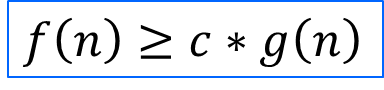 f(n) ≥ c * g(n)